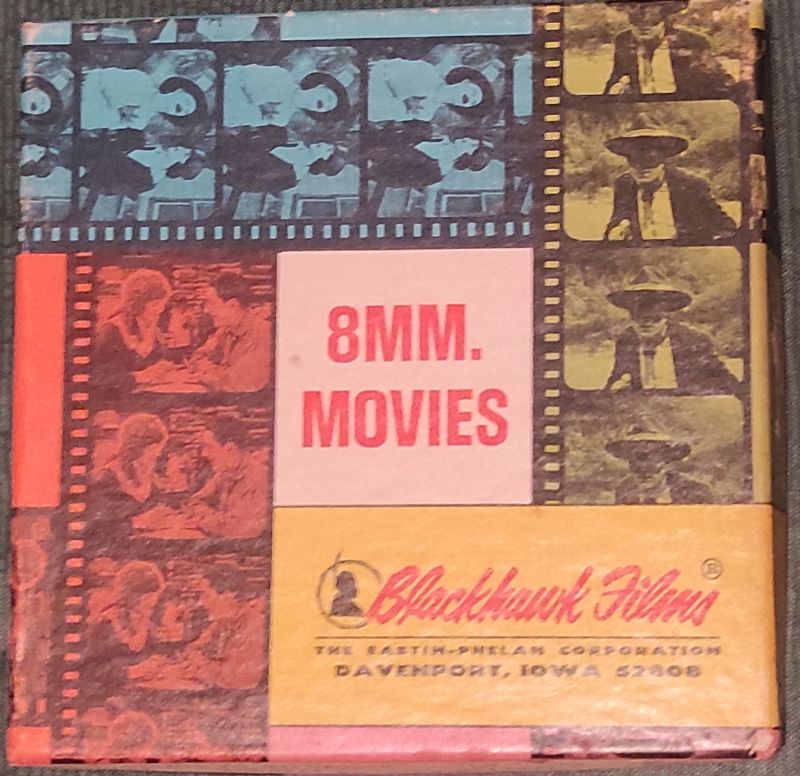 8MM.
MOVIES
Blackhawk Films ®
THE EASTIN-PHELAN CORPORATION
DAVENPORT, IOWA 52808